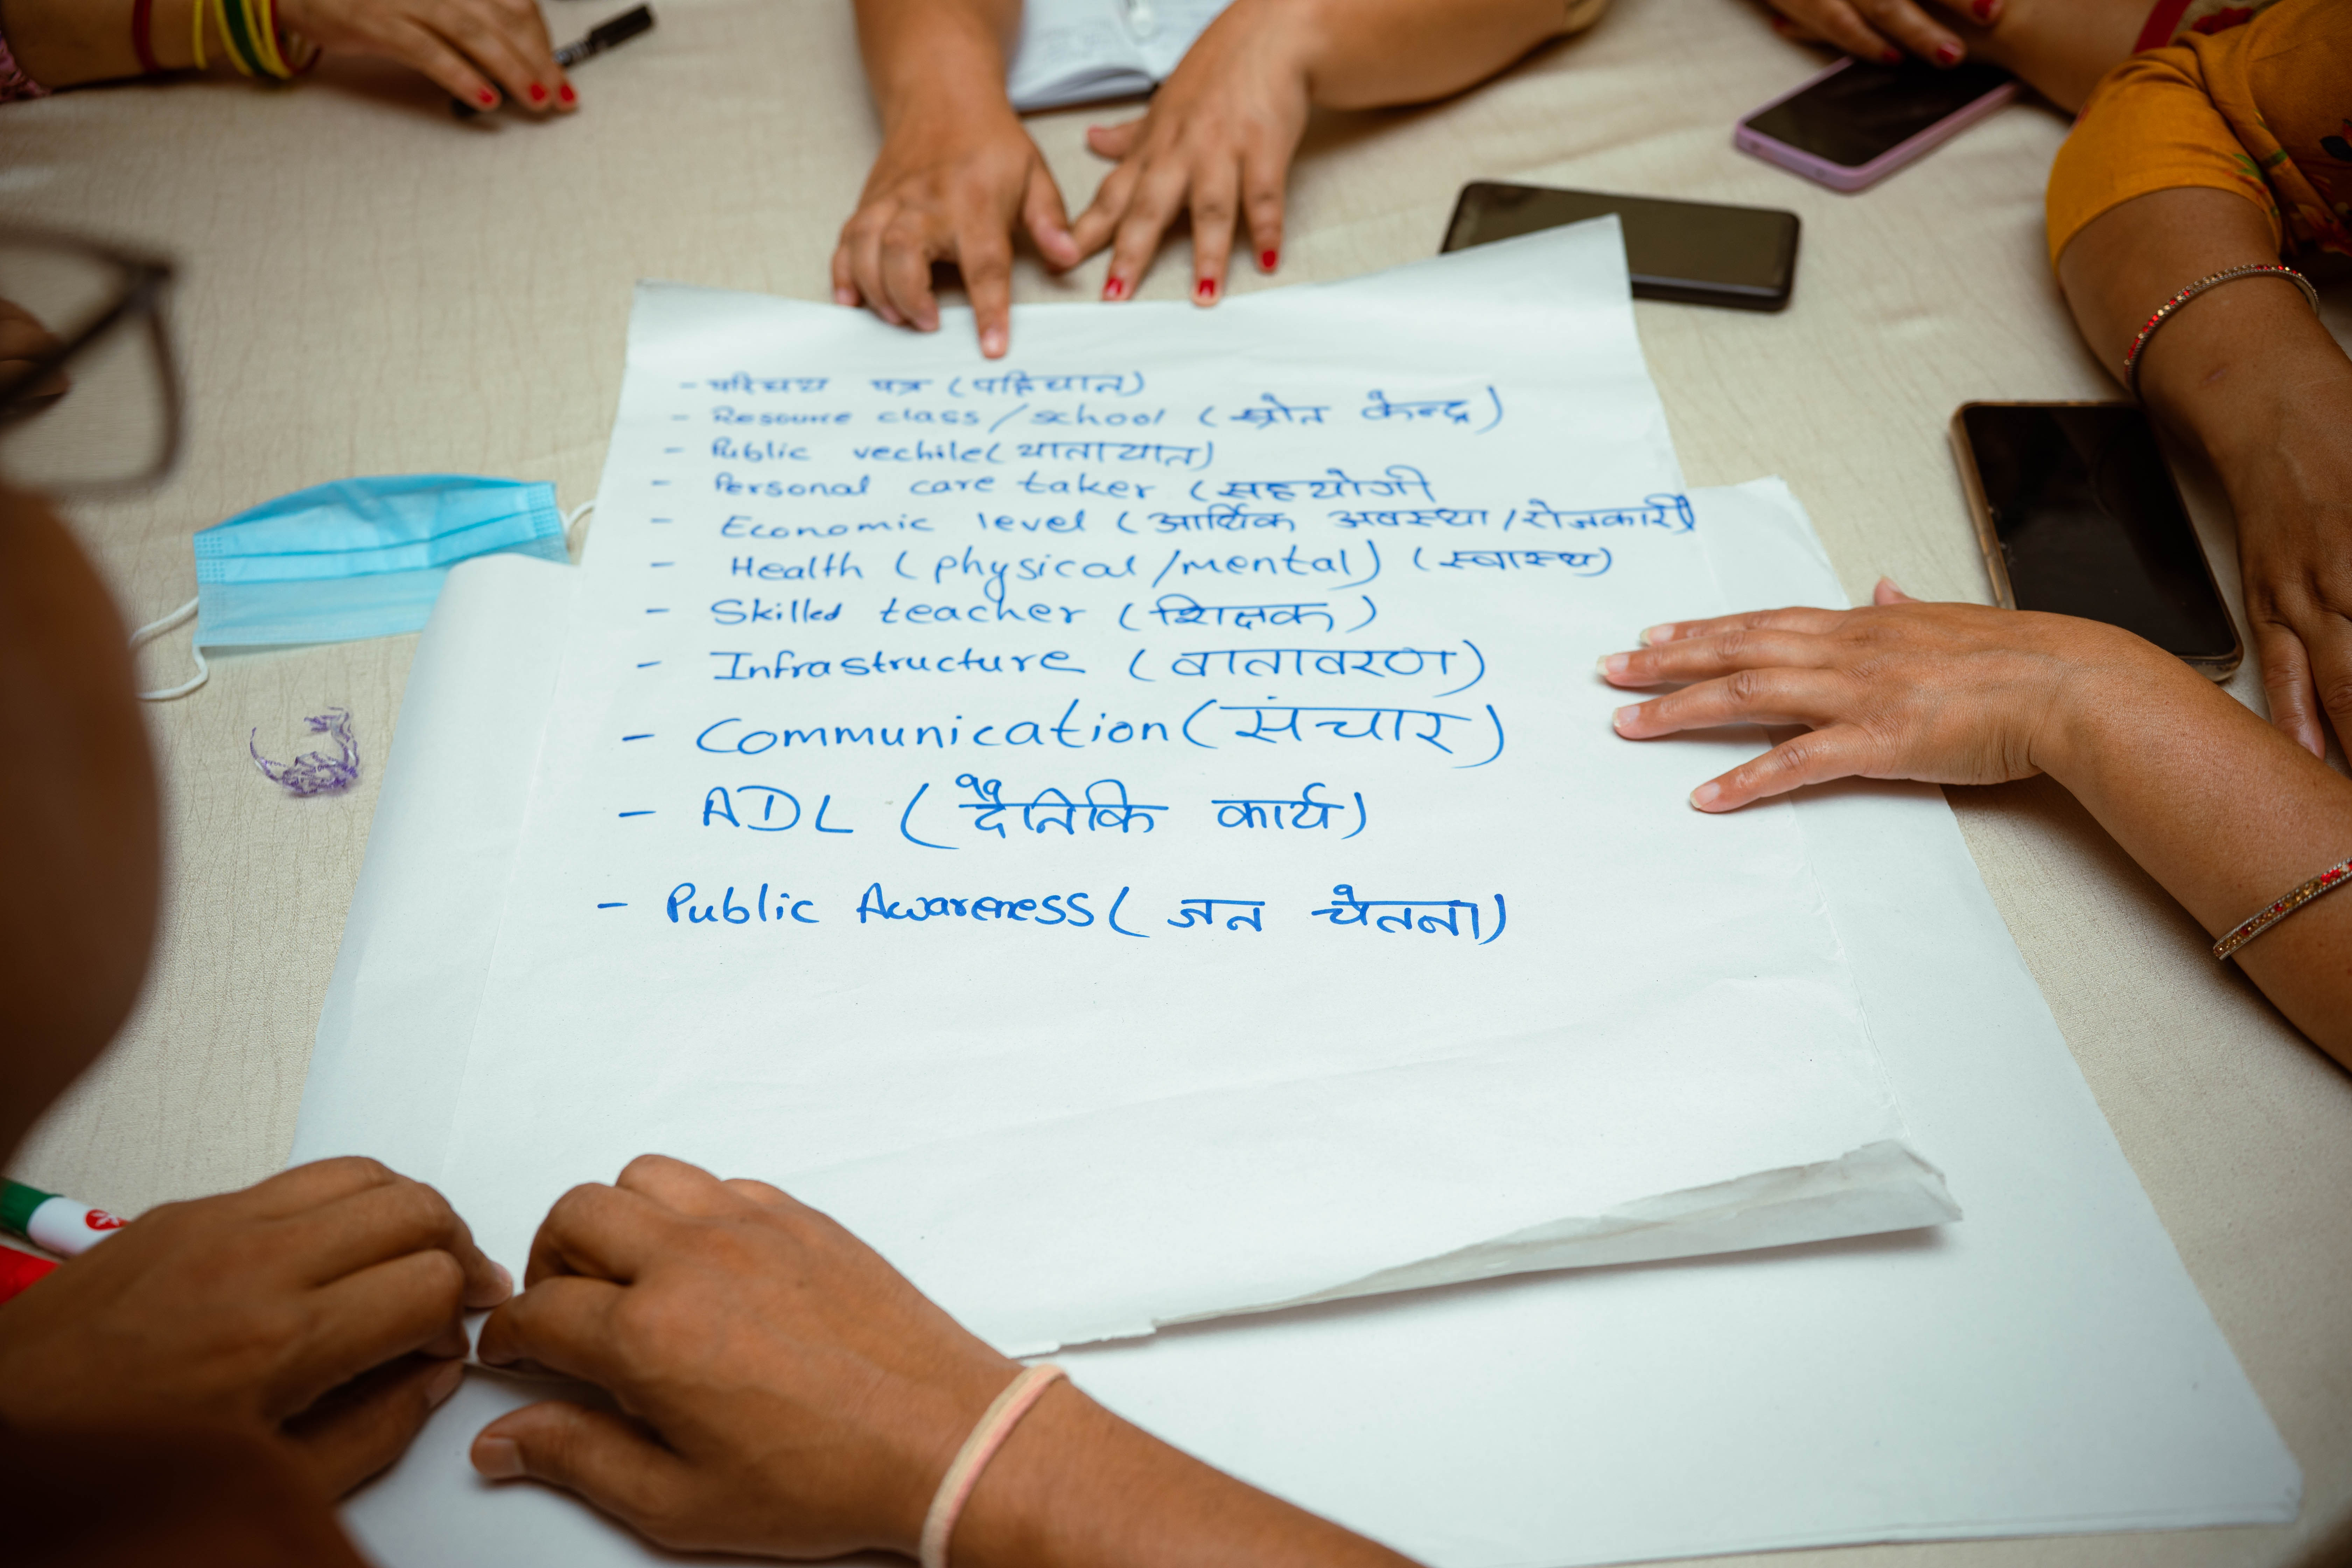 - परिचय पत्र (पहिचान)
- Resource class/school (स्रोत केन्द्र)
- Public vechile (यातायात)
- Personal care taker (सहयोगी
- Economic level (आर्थिक अवस्था/रोजकारी)
- Health (physical/mental) (स्वास्थ)
- Skilled teacher (शिक्षक)
- Infrastructure (वातावरण)
- Communication (संचार)
- ADL (दैनिकि कार्य)
- Public Awareness (जन चेतना)